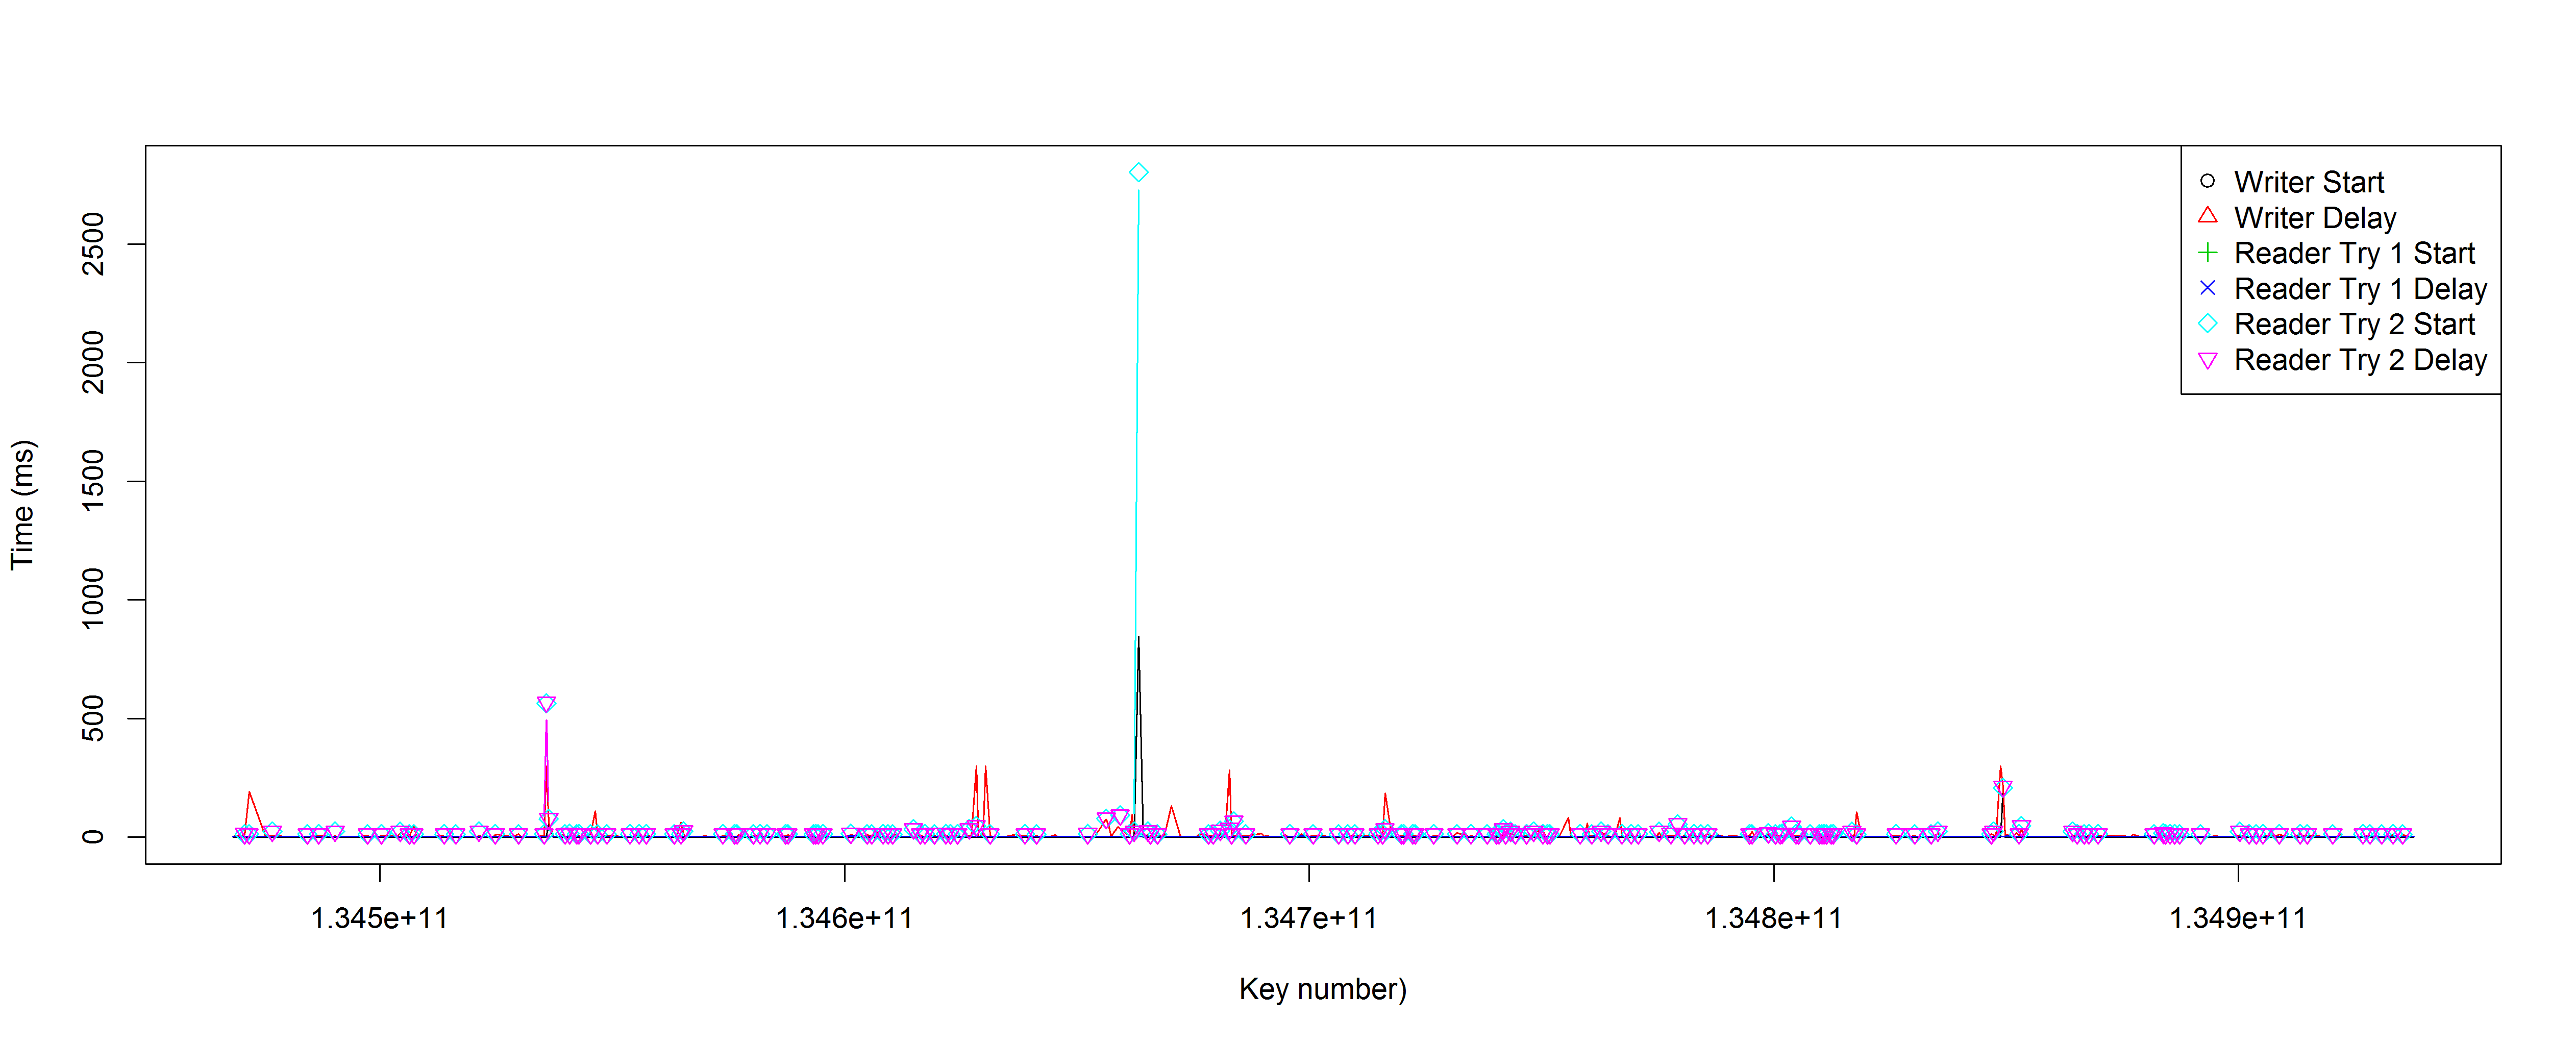 Writer Start
Writer Delay
Reader Try 1 Start
Reader Try 1 Delay
Reader Try 2 Start
Reader Try 2 Delay
Time (ms)
2500
2000
1500
1000
500
0
1.345e+11 1.346e+11 1.347e+11 1.348e+11 1.349e+11
Key number)